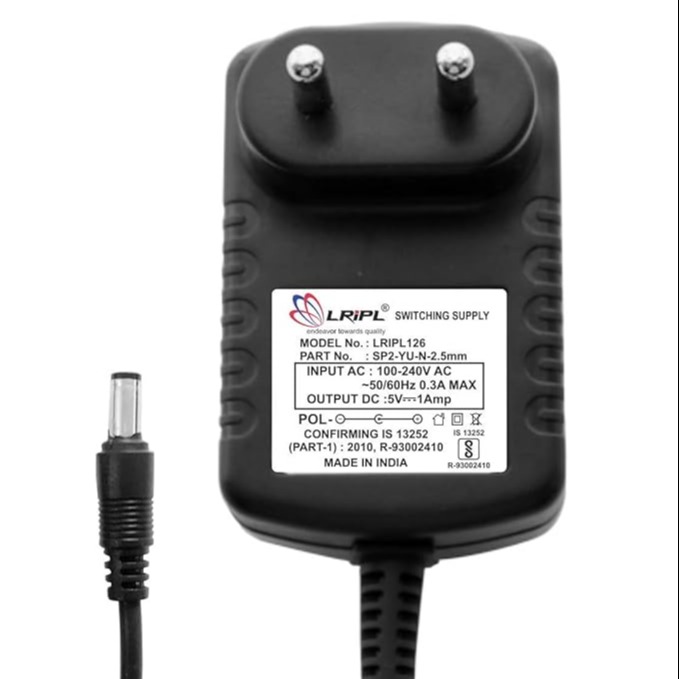 LRiPL® SWITCHING SUPPLY
endeavor towards quality
MODEL No. : LRIPL126
PART No. : SP2-YU-N-2.5mm
INPUT AC : 100-240V AC
~50/60Hz 0.3A MAX
OUTPUT DC :5V⎓1Amp
POL- - +
CONFIRMING IS 13252
(PART-1) : 2010, R-93002410
MADE IN INDIA
IS 13252
R-93002410